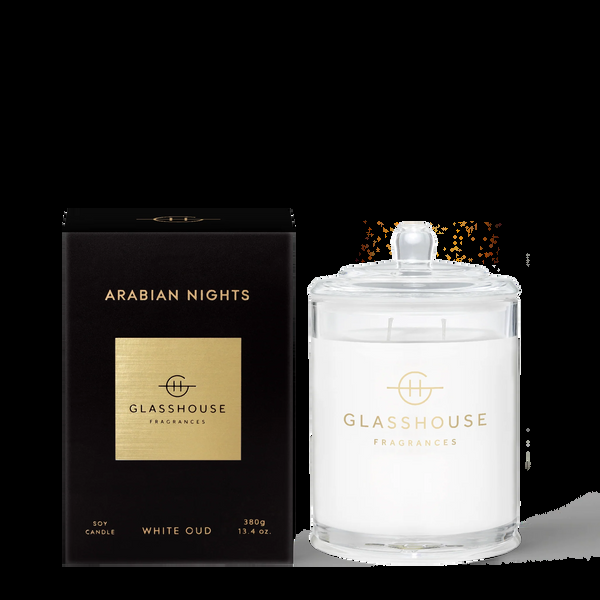 ARABIAN NIGHTS
GLASSHOUSE
FRAGRANCES
SOY
CANDLE
WHITE OUD
380g
13.4 oz.
GLASSHOUSE
FRAGRANCES